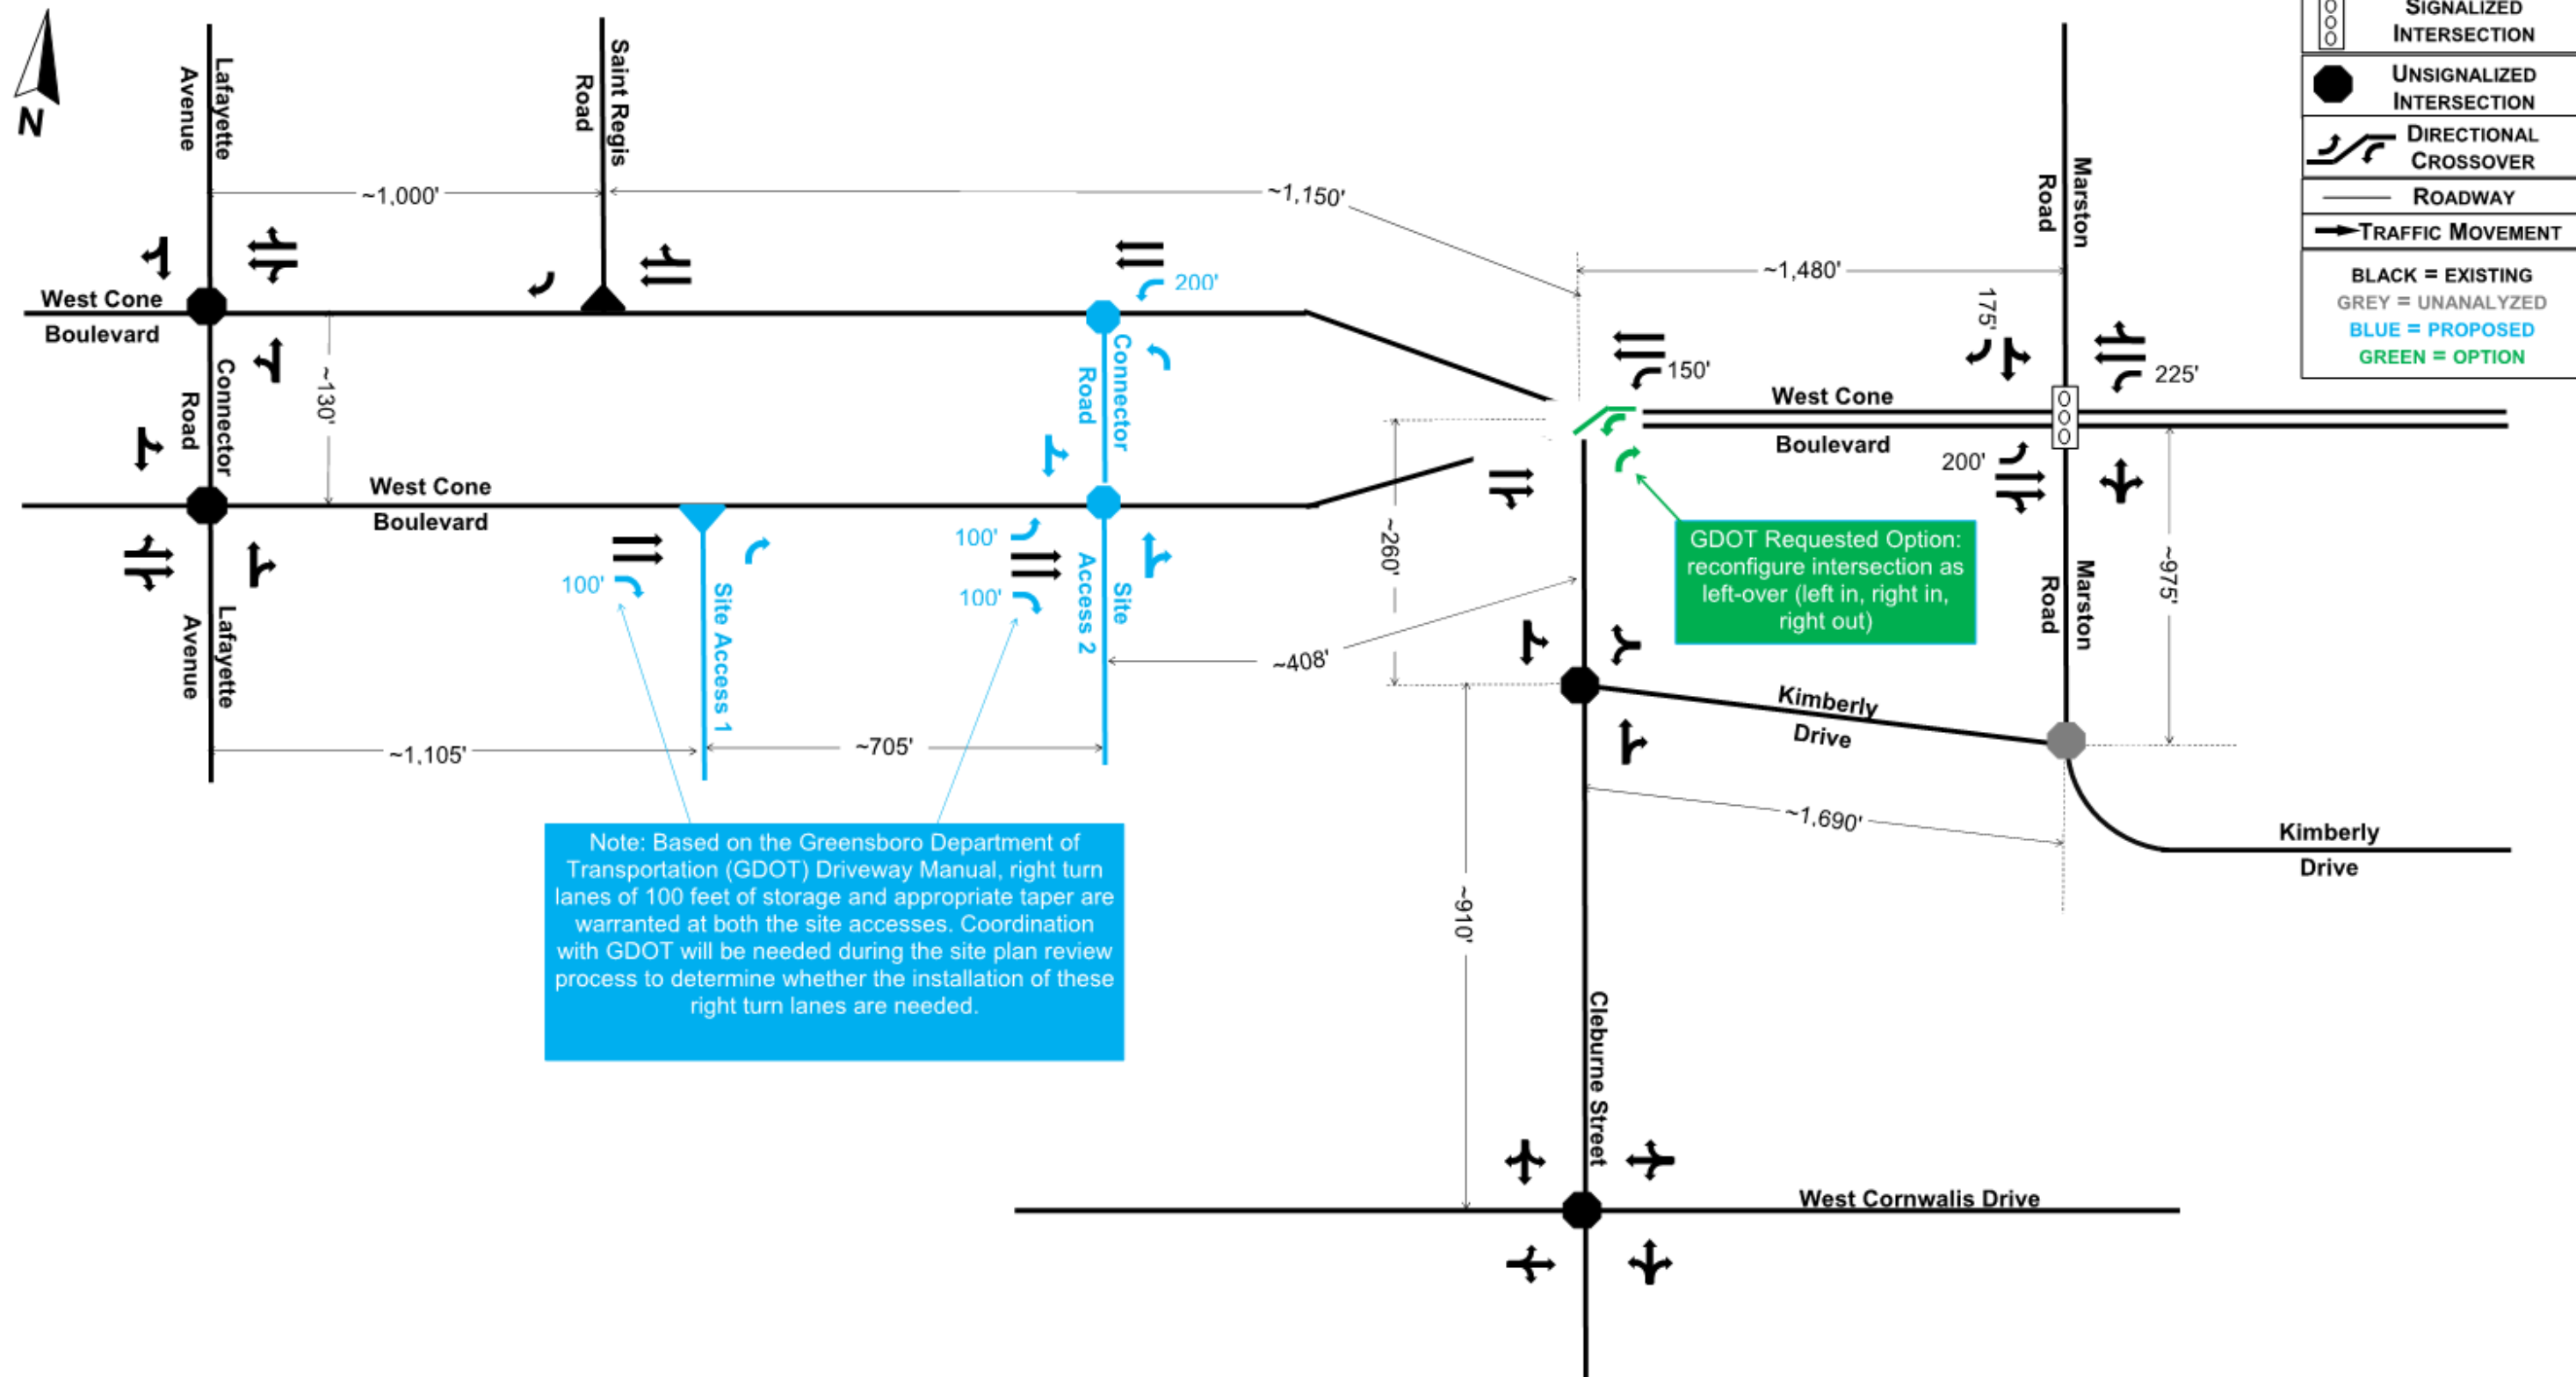 N
Lafayette
Avenue
Saint Regis
Road
~1,000'
~1,150'
Marston
Road
SIGNALIZED
INTERSECTION
UNSIGNALIZED
INTERSECTION
DIRECTIONAL
CROSSOVER
ROADWAY
TRAFFIC MOVEMENT
BLACK = EXISTING
GREY = UNANALYZED
BLUE = PROPOSED
GREEN = OPTION
~1,480'
West Cone
Boulevard
200'
175'
150'
225'
Connector
Road
~130'
Connector
Road
West Cone
Boulevard
West Cone
Boulevard
200'
~260'
GDOT Requested Option:
reconfigure intersection as
left-over (left in, right in,
right out)
~975'
100'
100'
100'
Lafayette
Avenue
Site Access 1
Site
Access 2
~408'
Marston
Road
Kimberly
Drive
~1,105'
~705'
~1,690'
Kimberly
Drive
~910'
Note: Based on the Greensboro Department of
Transportation (GDOT) Driveway Manual, right turn
lanes of 100 feet of storage and appropriate taper are
warranted at both the site accesses. Coordination
with GDOT will be needed during the site plan review
process to determine whether the installation of these
right turn lanes are needed.
Cleburne Street
West Cornwalis Drive